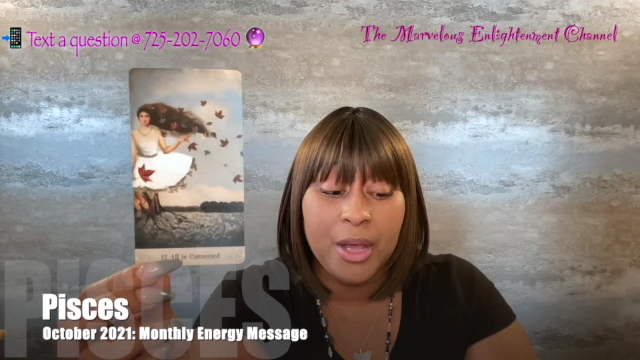 Text a question @ 725-202-7060
The Marvelous Enlightenment Channel
17 All is Connected
PISCES
Pisces
October 2021: Monthly Energy Message